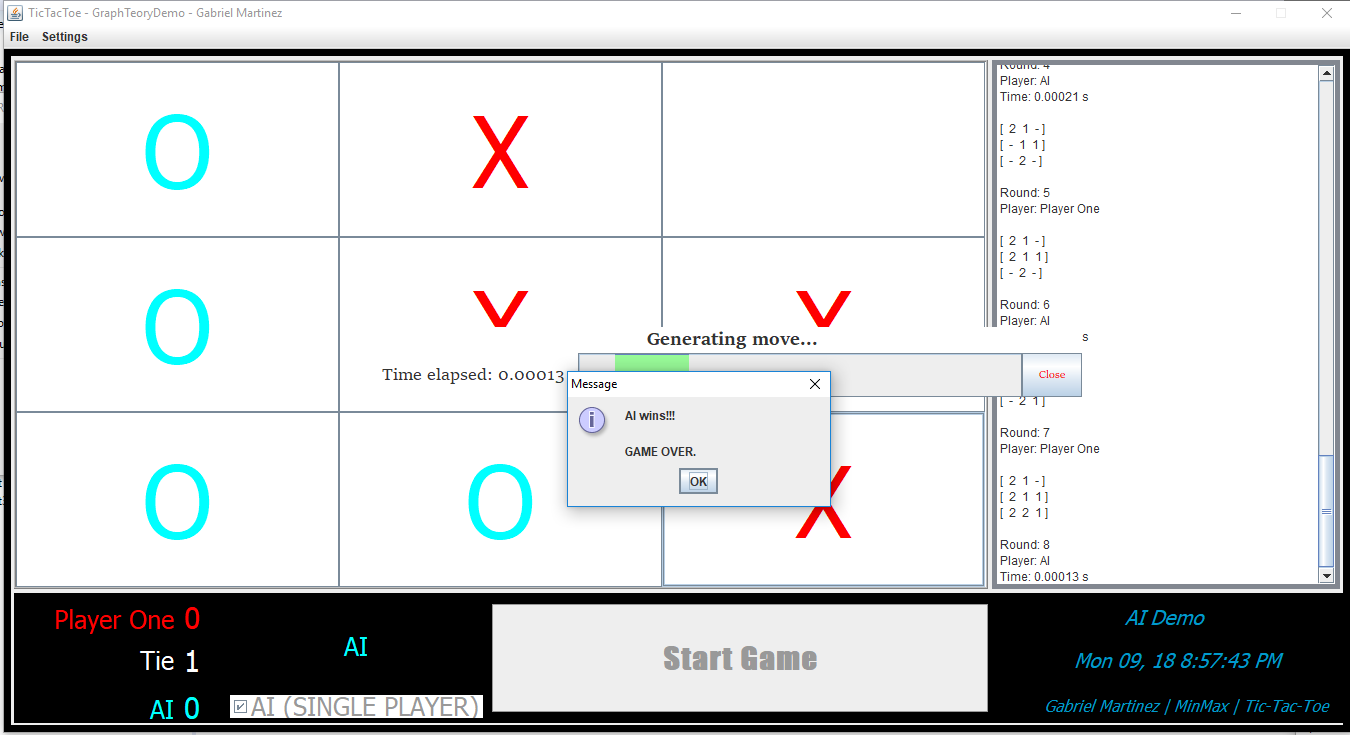 TicTacToe - GraphTeoryDemo - Gabriel Martinez
File Settings
O X
O
O O X
Generating move...
Time elapsed: 0.00013
Close
Message
AI wins!!!
GAME OVER.
OK
Round: 4
Player: AI
Time: 0.00021 s
[ 2 1 - ]
[ - 1 1 ]
[ - 2 - ]
Round: 5
Player: Player One
[ 2 1 - ]
[ 2 1 1 ]
[ - 2 - ]
Round: 6
Player: AI
s
[ - 2 1 ]
Round: 7
Player: Player One
[ 2 1 - ]
[ 2 1 1 ]
[ 2 2 1 ]
Round: 8
Player: AI
Time: 0.00013 s
Player One 0
Tie 1
AI 0
AI
AI (SINGLE PLAYER)
Start Game
AI Demo
Mon 09, 18 8:57:43 PM
Gabriel Martinez | MinMax | Tic-Tac-Toe